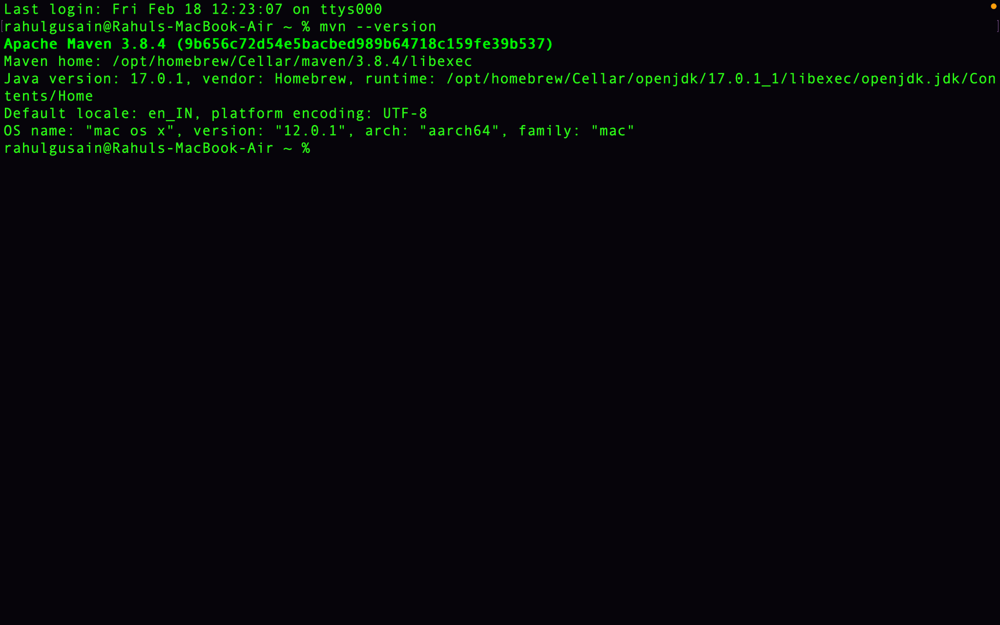 Last login: Fri Feb 18 12:23:07 on ttys000
[rahulgusain@Rahuls-MacBook-Air ~ % mvn --version ]
Apache Maven 3.8.4 (9b656c72d54e5bacbed989b64718c159fe39b537)
Maven home: /opt/homebrew/Cellar/maven/3.8.4/libexec
Java version: 17.0.1, vendor: Homebrew, runtime: /opt/homebrew/Cellar/openjdk/17.0.1_1/libexec/openjdk.jdk/Con
tents/Home
Default locale: en_IN, platform encoding: UTF-8
OS name: "mac os x", version: "12.0.1", arch: "aarch64", family: "mac"
rahulgusain@Rahuls-MacBook-Air ~ %